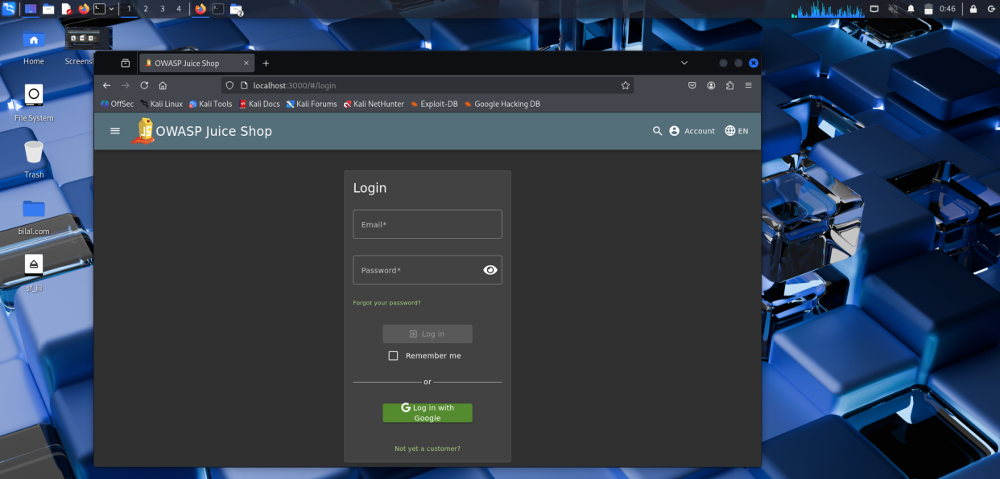 1 2 3 4
0:46
Home
Screens
File System
Trash
bilal.com
sf_iii
OWASP Juice Shop
localhost:3000/#/login
OffSec Kali Linux Kali Tools Kali Docs Kali Forums Kali NetHunter Exploit-DB Google Hacking DB
JS OWASP Juice Shop Account EN
Login
Email*
Password*
Forgot your password?
Log in
Remember me
or
G Log in with
Google
Not yet a customer?